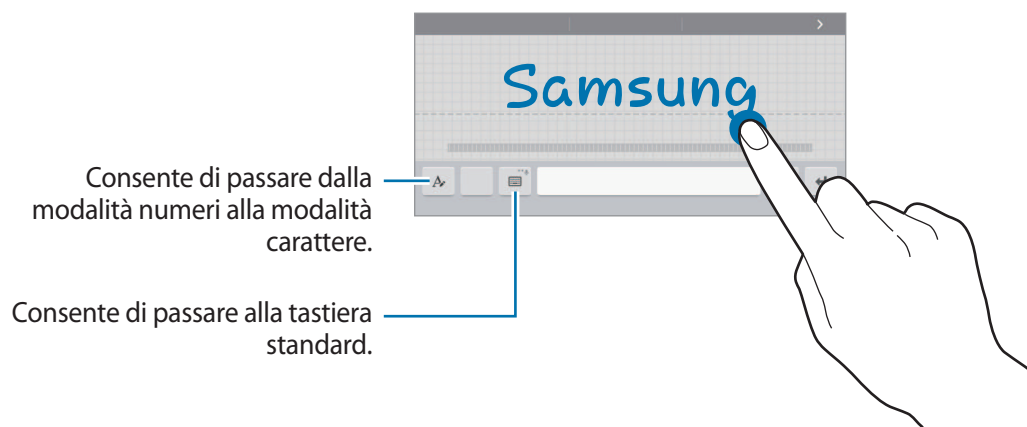 Samsung
Consente di passare dalla
modalità numeri alla modalità
carattere.
Consente di passare alla tastiera
standard.